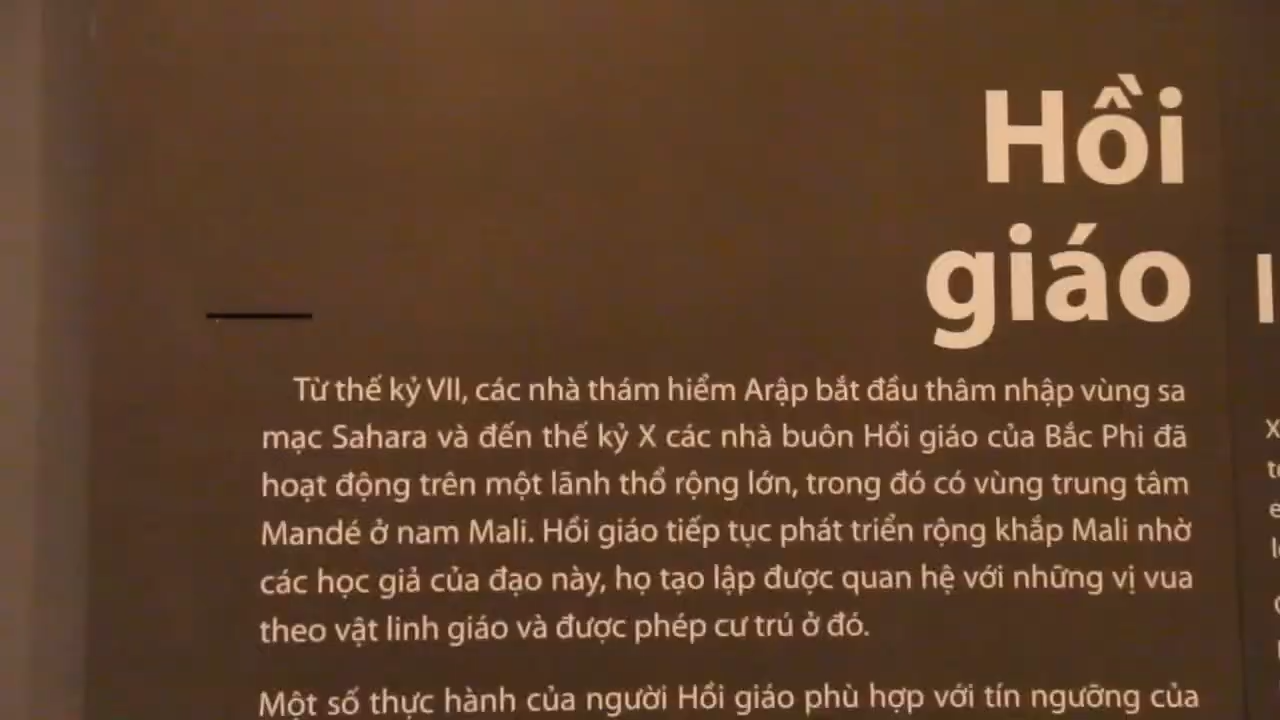 Hồi
giáo
Từ thế kỷ VII, các nhà thám hiểm Arập bắt đầu thâm nhập vùng sa
mạc Sahara và đến thế kỷ X các nhà buôn Hồi giáo của Bắc Phi đã
hoạt động trên một lãnh thổ rộng lớn, trong đó có vùng trung tâm
Mandé ở nam Mali. Hồi giáo tiếp tục phát triển rộng khắp Mali nhờ
các học giả của đạo này, họ tạo lập được quan hệ với những vị vua
theo vật linh giáo và được phép cư trú ở đó.
Một số thực hành của người Hồi giáo phù hợp với tín ngưỡng của